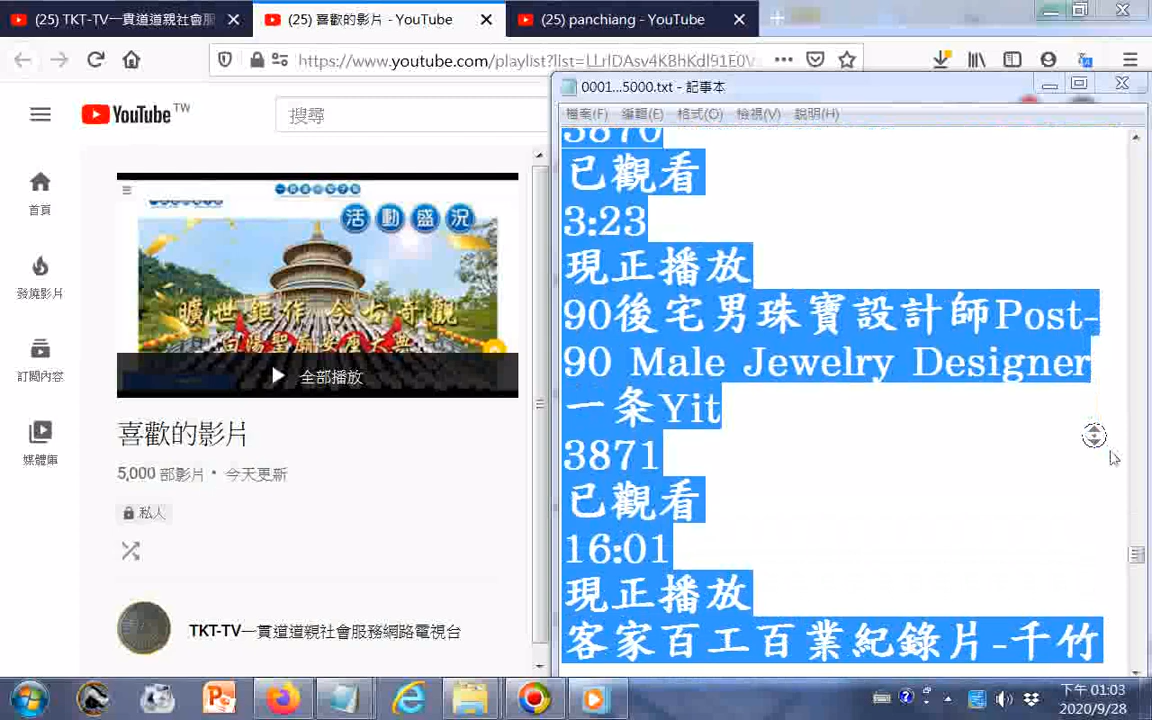 (25) TKT-TV一貫道道親社會服
(25) 喜歡的影片 - YouTube
(25) panchiang - YouTube
https://www.youtube.com/playlist?list=LLrlDAsv4KBhKdl91E0V
0001...5000.txt - 記事本
檔案(F) 編輯(E) 格式(O) 檢視(V) 說明(H)
YouTube TW
搜尋
首頁
發燒影片
訂閱內容
媒體庫
活動盛況
曠世鉅作 今古奇觀
全部播放
喜歡的影片
5,000 部影片 • 今天更新
私人
TKT-TV一貫道道親社會服務網路電視台
3870
已觀看
3:23
現正播放
90後宅男珠寶設計師Post-
90 Male Jewelry Designer
一条Yit
3871
已觀看
16:01
現正播放
客家百工百業紀錄片-千竹
下午 01:03
2020/9/28